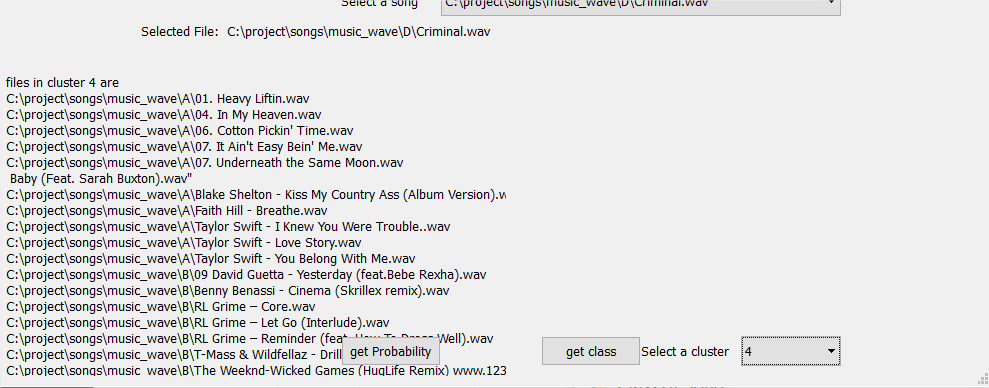 Select a song C:\project\songs\music_wave\D\Criminal.wav
Selected File: C:\project\songs\music_wave\D\Criminal.wav
files in cluster 4 are
C:\project\songs\music_wave\A\01. Heavy Liftin.wav
C:\project\songs\music_wave\A\04. In My Heaven.wav
C:\project\songs\music_wave\A\06. Cotton Pickin' Time.wav
C:\project\songs\music_wave\A\07. It Ain't Easy Bein' Me.wav
C:\project\songs\music_wave\A\07. Underneath the Same Moon.wav
Baby (Feat. Sarah Buxton).wav"
C:\project\songs\music_wave\A\Blake Shelton - Kiss My Country Ass (Album Version).w
C:\project\songs\music_wave\A\Faith Hill - Breathe.wav
C:\project\songs\music_wave\A\Taylor Swift - I Knew You Were Trouble..wav
C:\project\songs\music_wave\A\Taylor Swift - Love Story.wav
C:\project\songs\music_wave\A\Taylor Swift - You Belong With Me.wav
C:\project\songs\music_wave\B\09 David Guetta - Yesterday (feat.Bebe Rexha).wav
C:\project\songs\music_wave\B\Benny Benassi - Cinema (Skrillex remix).wav
C:\project\songs\music_wave\B\RL Grime – Core.wav
C:\project\songs\music_wave\B\RL Grime – Let Go (Interlude).wav
C:\project\songs\music_wave\B\RL Grime – Reminder (feat. How To Dress Well).wav
C:\project\songs\music_wave\B\T-Mass & Wildfellaz - Drill
get Probability get class Select a cluster 4
C:\project\songs\music_wave\B\The Weeknd-Wicked Games (HugLife Remix) www.123